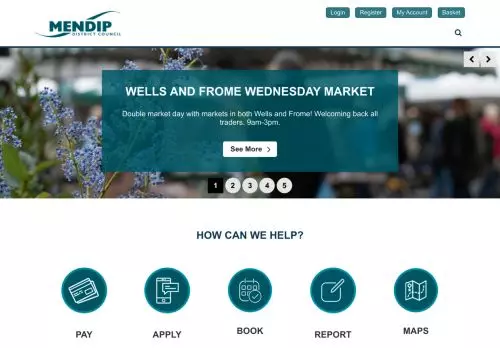 MENDIP
DISTRICT COUNCIL
Login Register My Account Basket
WELLS AND FROME WEDNESDAY MARKET
Double market day with markets in both Wells and Frome! Welcoming back all
traders. 9am-3pm.
See More
1 2 3 4 5
HOW CAN WE HELP?
PAY APPLY BOOK REPORT MAPS